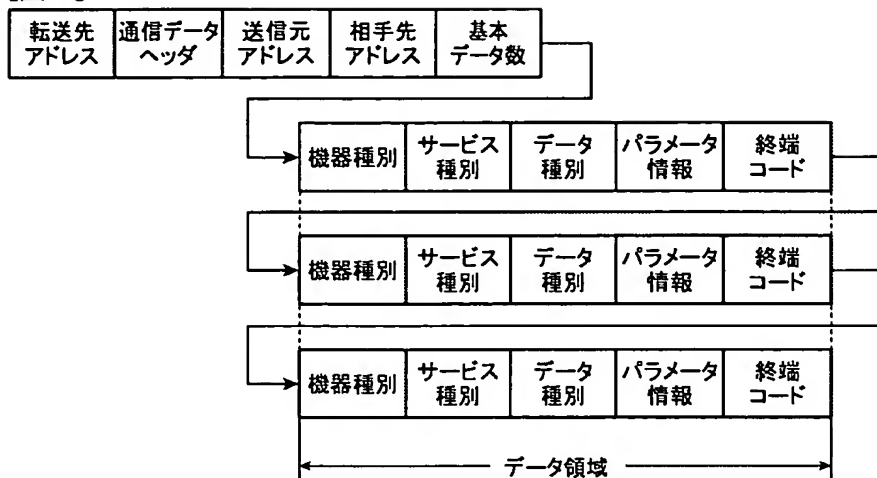 転送先 通信データ 送信元 相手先 基本
アドレス ヘッダ アドレス アドレス データ数
機器種別 サービス データ パラメータ 終端
種別 種別 情報 コード
機器種別 サービス データ パラメータ 終端
種別 種別 情報 コード
機器種別 サービス データ パラメータ 終端
種別 種別 情報 コード
データ領域